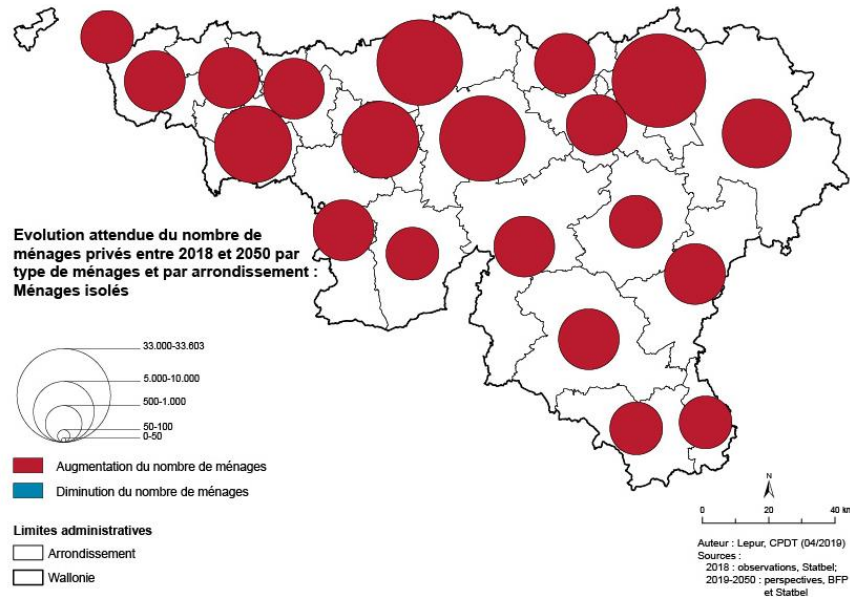 Evolution attendue du nombre de
ménages privés entre 2018 et 2050 par
type de ménages et par arrondissement :
Ménages isolés
33.000-33.603
5.000-10.000
500-1.000
50-100
0-50
Augmentation du nombre de ménages
Diminution du nombre de ménages
Limites administratives
Arrondissement
Wallonie
N
0 20 40 km
Auteur : Lepur, CPDT (04/2019)
Sources :
2018 : observations, Statbel;
2019-2050 : perspectives, BFP
et Statbel